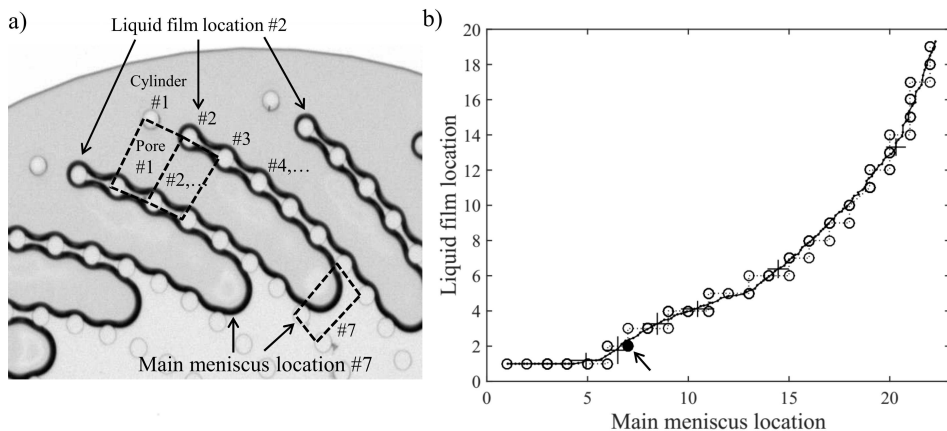 a)
Liquid film location #2
Cylinder
#1
#2
#3
Pore
#1
#4,...
#2,...
#7
Main meniscus location #7
b)
Liquid film location
20
18
16
14
12
10
8
6
4
2
0
0 5 10 15 20
Main meniscus location